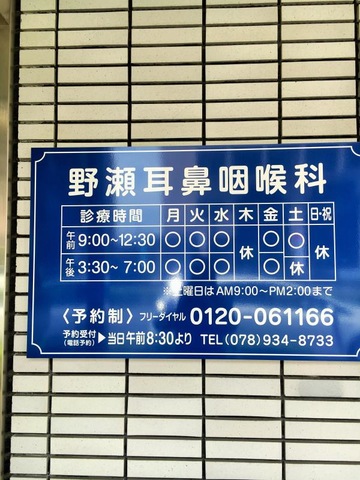 野瀬耳鼻咽喉科
診療時間 月 火 水 木 金 土 日・祝
午前 9:00~12:30 ○ ○ ○ 休 ○ ○ 休
午後 3:30~7:00 ○ ○ ○ ○ 休
※土曜日はAM9:00~PM2:00まで
〈予約制〉フリーダイヤル 0120-061166
予約受付(電話予約)▶当日午前8:30より TEL(078)934-8733